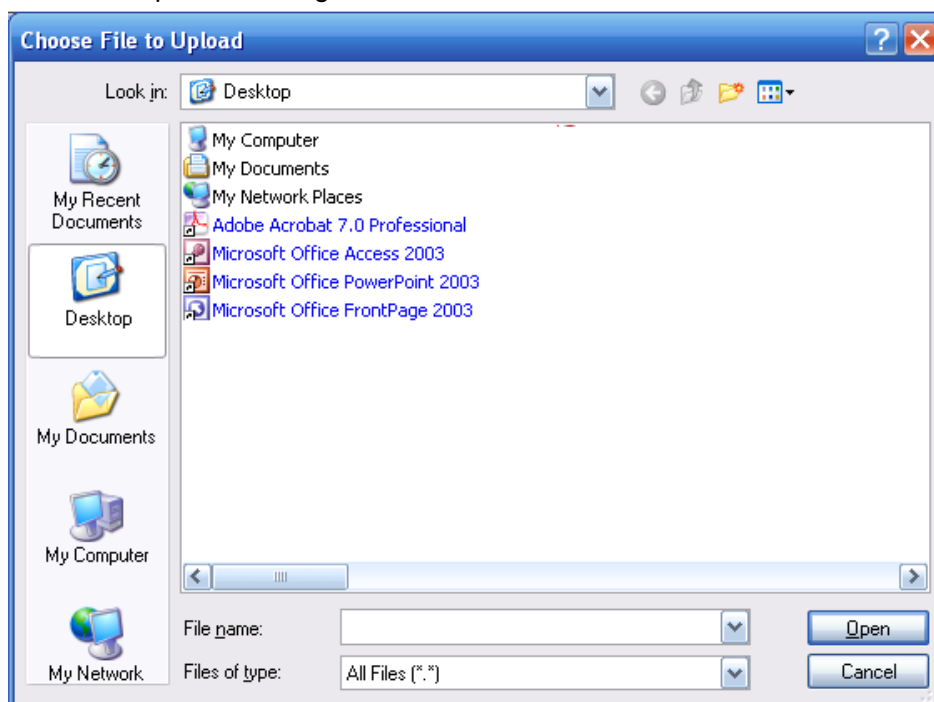 Choose File to Upload
Look in: Desktop
My Computer
My Documents
My Network Places
Adobe Acrobat 7.0 Professional
Microsoft Office Access 2003
Microsoft Office PowerPoint 2003
Microsoft Office FrontPage 2003
My Recent
Documents
Desktop
My Documents
My Computer
My Network
File name:
Open
Files of type: All Files (*.*)
Cancel